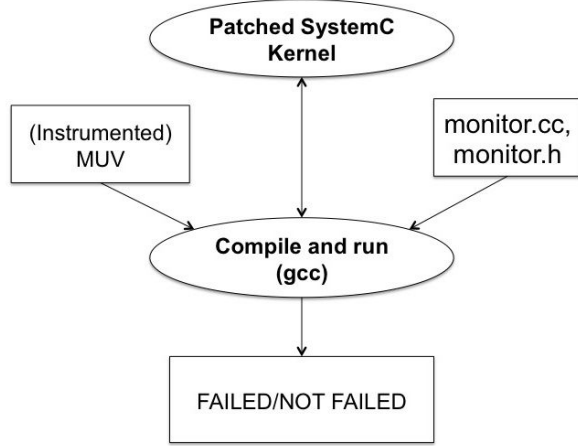 Patched SystemC
Kernel
(Instrumented)
MUV
monitor.cc,
monitor.h
Compile and run
(gcc)
FAILED/NOT FAILED